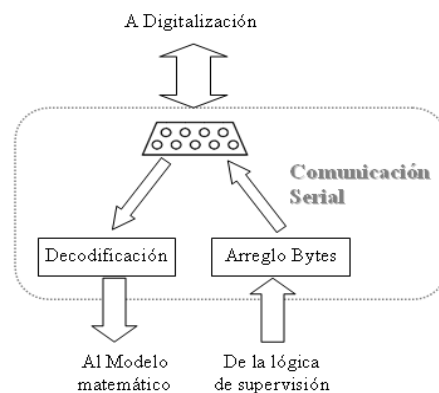 A Digitalización
Comunicación
Serial
Decodificación
Arreglo Bytes
Al Modelo
matemático
De la lógica
de supervisión